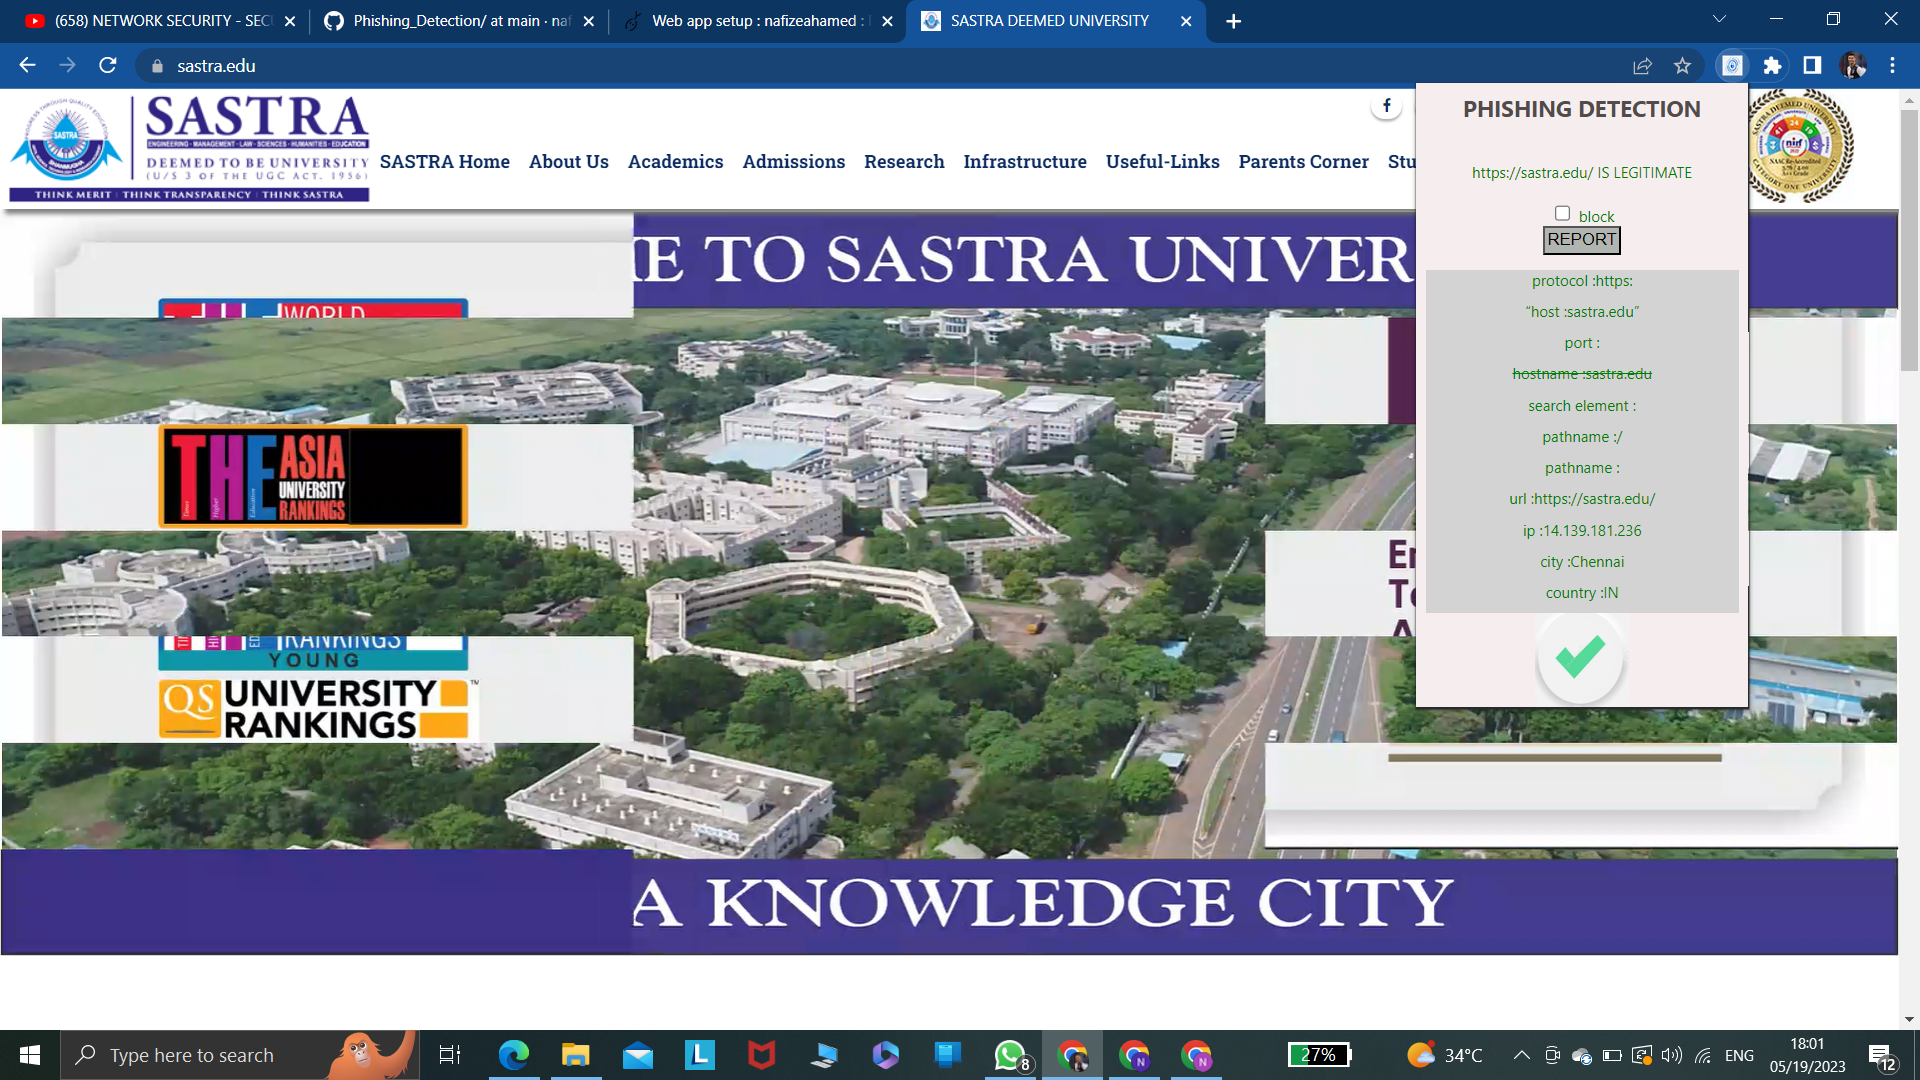 (658) NETWORK SECURITY - SECU
Phishing_Detection/ at main · naf
Web app setup : nafizeahamed :
SASTRA DEEMED UNIVERSITY
sastra.edu
SASTRA
ENGINEERING · MANAGEMENT · LAW · SCIENCES · HUMANITIES · EDUCATION
DEEMED TO BE UNIVERSITY
(U/S 3 OF THE UGC ACT, 1956)
THINK MERIT | THINK TRANSPARENCY | THINK SASTRA
SASTRA
SASTRA Home
About Us
Academics
Admissions
Research
Infrastructure
Useful-Links
Parents Corner
Stu
f
PHISHING DETECTION
https://sastra.edu/ IS LEGITIMATE
block
REPORT
protocol :https:
“host :sastra.edu”
port :
hostname :sastra.edu
search element :
pathname :/
pathname :
url :https://sastra.edu/
ip :14.139.181.236
city :Chennai
country :IN
nirf
IE TO SASTRA UNIVER
WORLD
THE ASIA
UNIVERSITY
RANKINGS
RANKINGS
YOUNG
QS UNIVERSITY
RANKINGS
TM
A KNOWLEDGE CITY
Type here to search
L
8
N
N
27%
34°C
ENG
18:01
05/19/2023
12